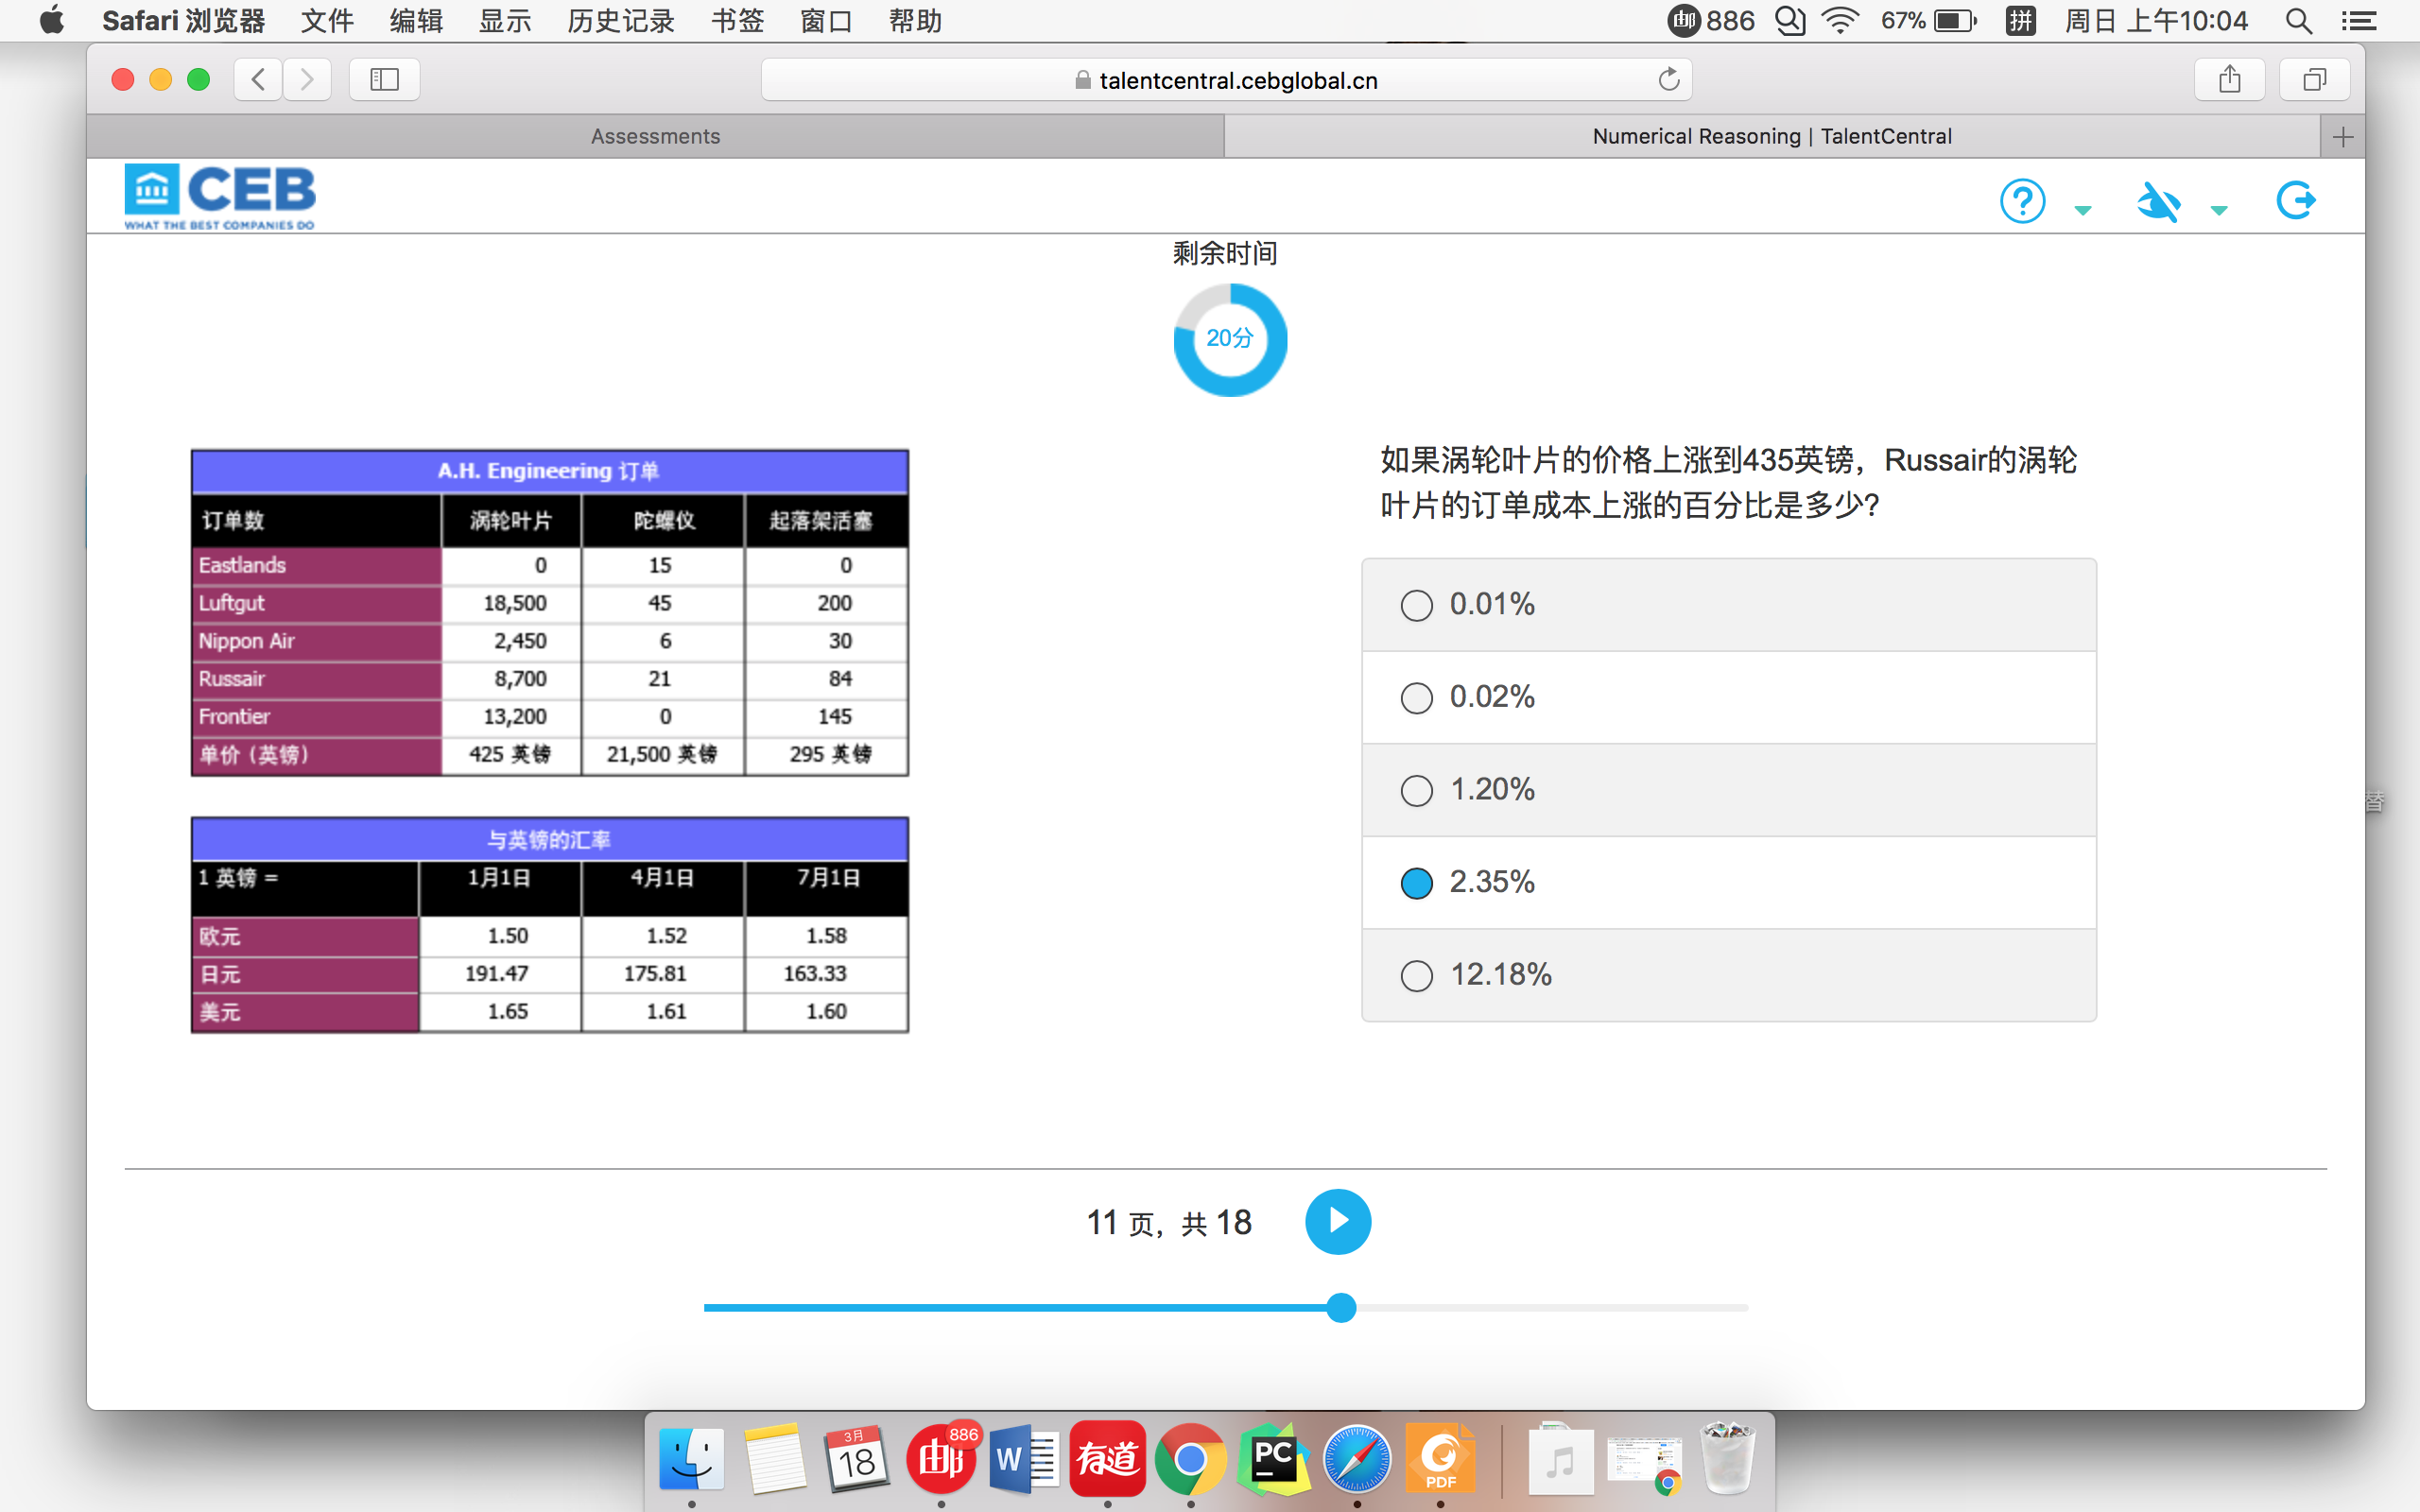 Safari 浏览器 文件 编辑 显示 历史记录 书签 窗口 帮助 邮 886 67% 拼 周日 上午10:04
talentcentral.cebglobal.cn
Assessments Numerical Reasoning | TalentCentral
CEB
WHAT THE BEST COMPANIES DO
剩余时间
20分
A.H. Engineering 订单
订单数 涡轮叶片 陀螺仪 起落架活塞
Eastlands 0 15 0
Luftgut 18,500 45 200
Nippon Air 2,450 6 30
Russair 8,700 21 84
Frontier 13,200 0 145
单价 (英镑) 425 英镑 21,500 英镑 295 英镑
与英镑的汇率
1 英镑 = 1月1日 4月1日 7月1日
欧元 1.50 1.52 1.58
日元 191.47 175.81 163.33
美元 1.65 1.61 1.60
如果涡轮叶片的价格上涨到435英镑，Russair的涡轮
叶片的订单成本上涨的百分比是多少?
0.01%
0.02%
1.20%
2.35%
12.18%
替
11 页，共 18
3月
18
邮
886
W
有道
PC
PDF